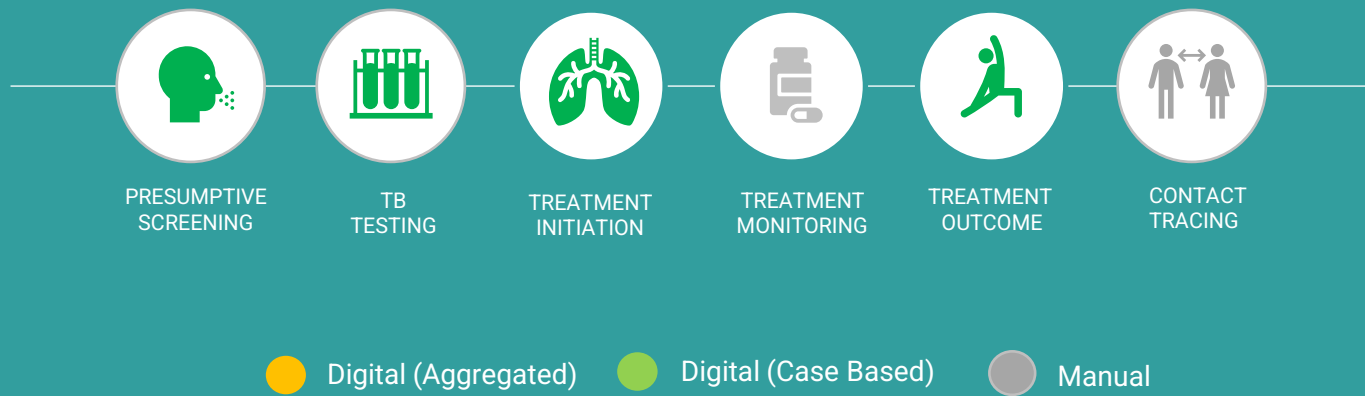 PRESUMPTIVE
SCREENING
TB
TESTING
TREATMENT
INITIATION
TREATMENT
MONITORING
TREATMENT
OUTCOME
CONTACT
TRACING
Digital (Aggregated)
Digital (Case Based)
Manual